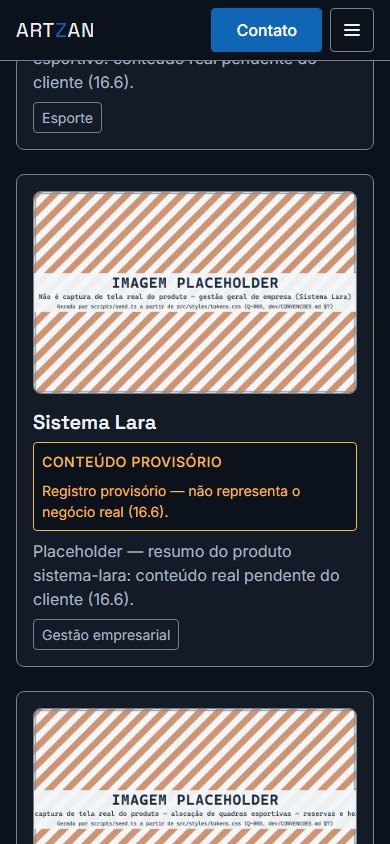 ARTZAN
Contato
esportivo: conteúdo real pendente do
cliente (16.6).
Esporte
IMAGEM PLACEHOLDER
Não é captura de tela real do produto — gestão geral de empresa (Sistema Lara)
Gerada por scripts/seed.ts a partir de src/styles/tokens.css (Q-005, dev/CONVENCOES.md §7)
Sistema Lara
CONTEÚDO PROVISÓRIO
Registro provisório — não representa o
negócio real (16.6).
Placeholder — resumo do produto
sistema-lara: conteúdo real pendente do
cliente (16.6).
Gestão empresarial
IMAGEM PLACEHOLDER
captura de tela real do produto — alocação de quadras esportivas — reservas e ho
Gerada por scripts/seed.ts a partir de src/styles/tokens.css (Q-005, dev/CONVENCOES.md §7)